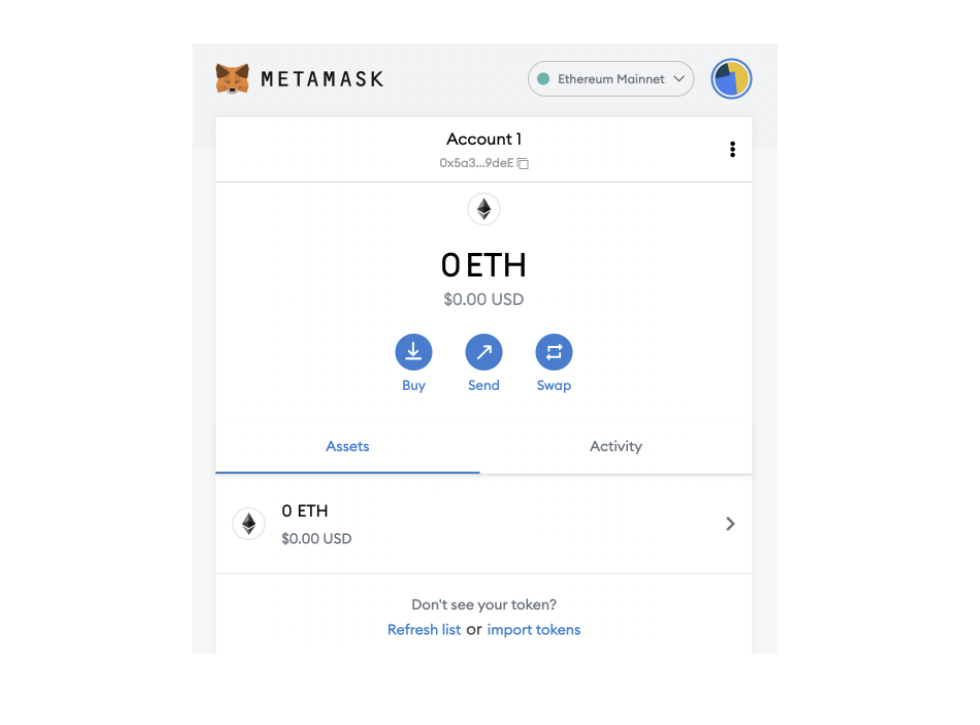 METAMASK
Ethereum Mainnet
Account 1
0x5a3...9deE
0 ETH
$0.00 USD
Buy Send Swap
Assets Activity
0 ETH
$0.00 USD
Don't see your token?
Refresh list or import tokens